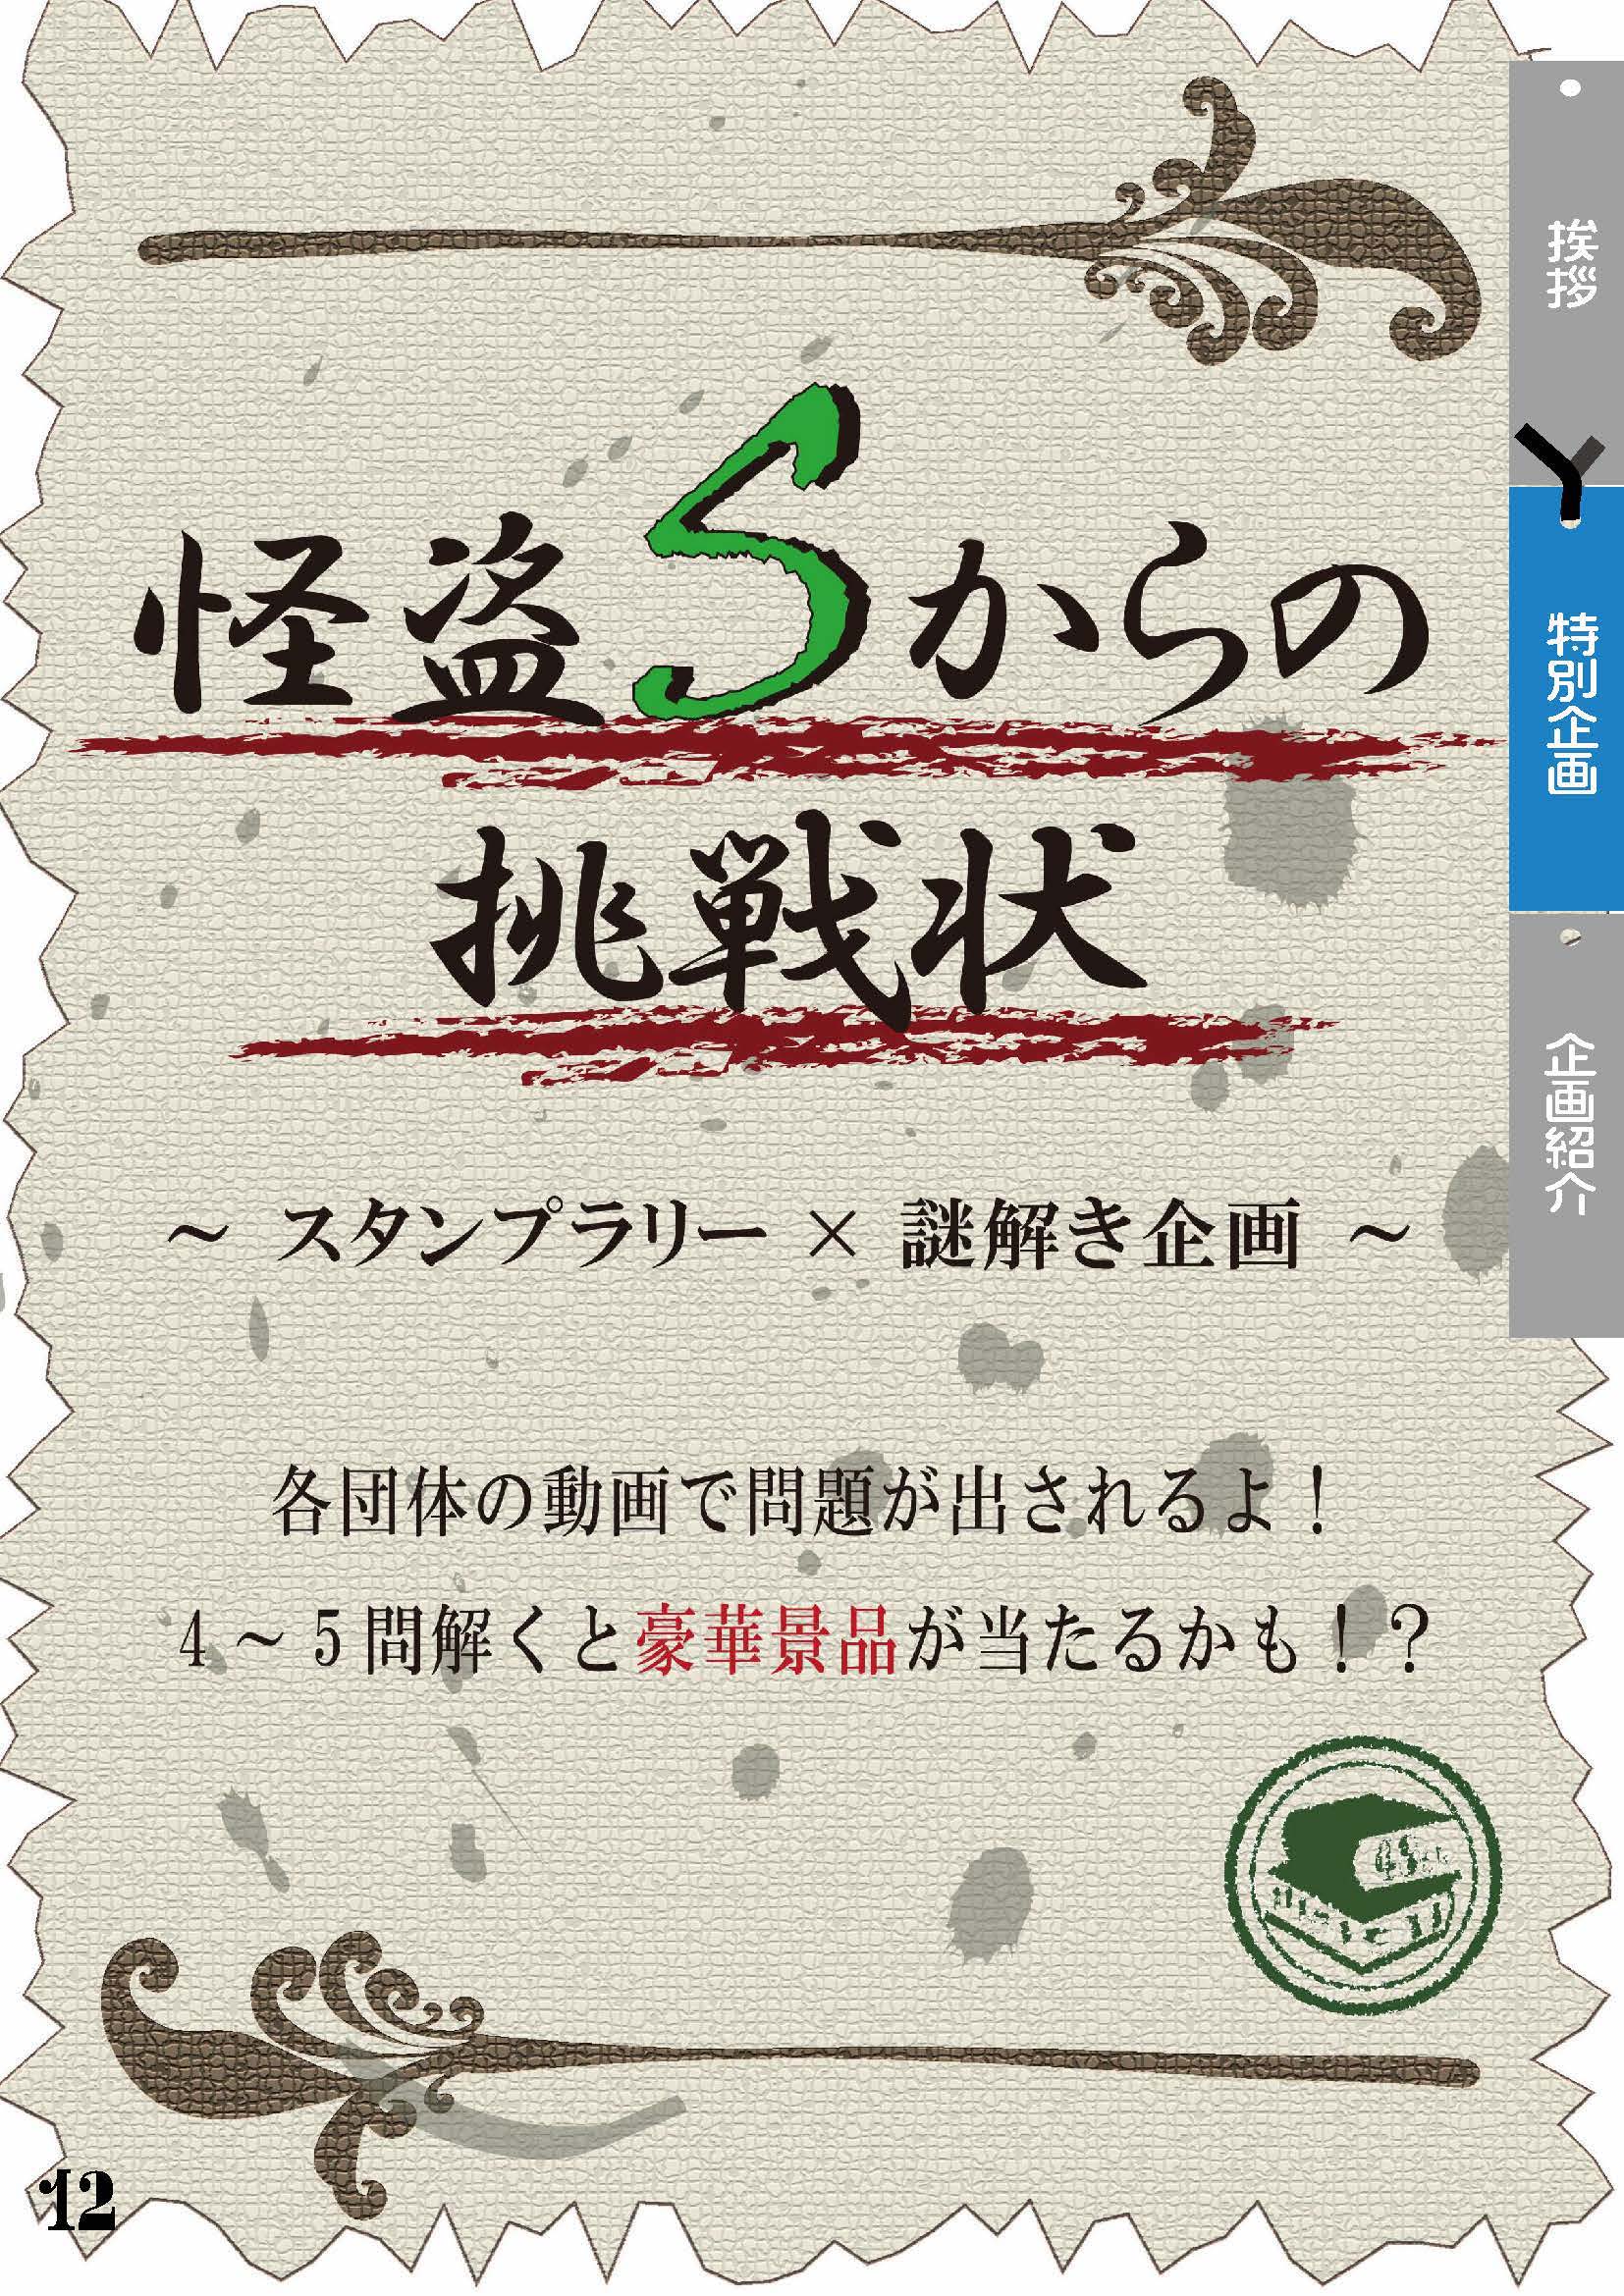 怪盗Sからの
挑戦状
~ スタンプラリー × 謎解き企画 ~
各団体の動画で問題が出されるよ！
4～5問解くと豪華景品が当たるかも！？
挨拶
特別企画
企画紹介
12